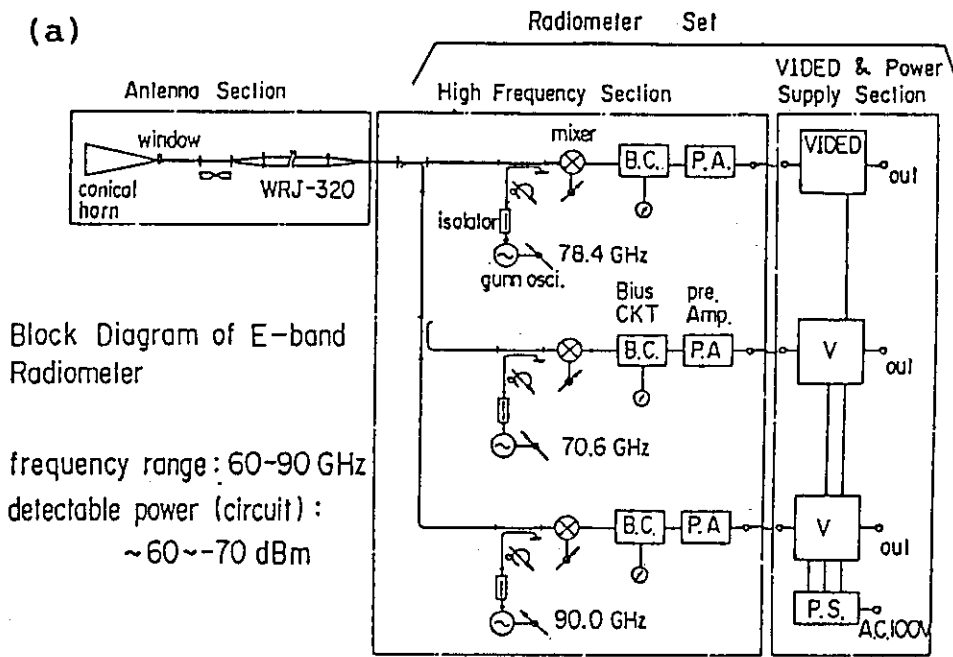 (a)
Radiometer Set
Antenna Section
High Frequency Section
VIDED & Power
Supply Section
window
conical
horn
WRJ-320
mixer
B.C.
P.A.
VIDED
out
isolator
gunn osci.
78.4 GHz
Block Diagram of E-band
Radiometer
Bius
CKT
pre.
Amp.
B.C.
P.A
V
out
70.6 GHz
frequency range : 60-90 GHz
detectable power (circuit) :
~60~-70 dBm
B.C.
P.A
V
out
90.0 GHz
P.S.
A.C.100V